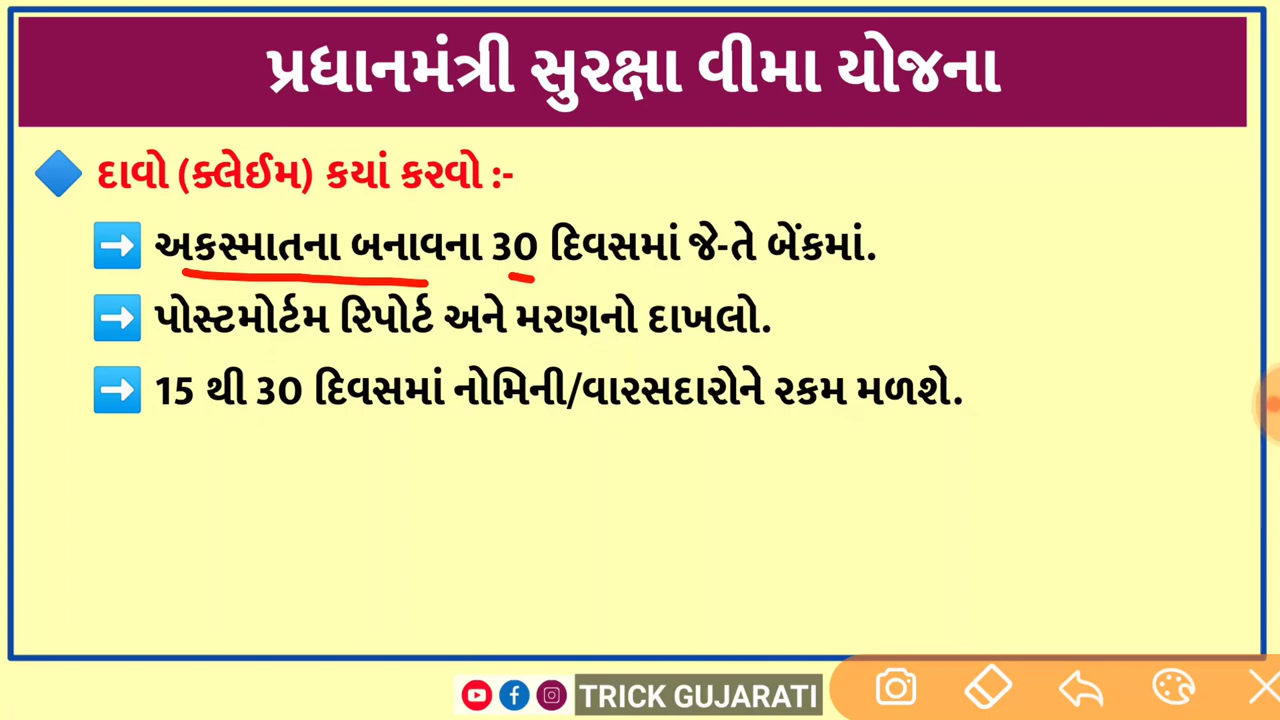 પ્રધાનમંત્રી સુરક્ષા વીમા યોજના
દાવો (ક્લેઈમ) કયાં કરવો :-
અકસ્માતના બનાવના 30 દિવસમાં જે-તે બેંકમાં.
પોસ્ટમોર્ટમ રિપોર્ટ અને મરણનો દાખલો.
15 થી 30 દિવસમાં નોમિની/વારસદારોને રકમ મળશે.
TRICK GUJARATI